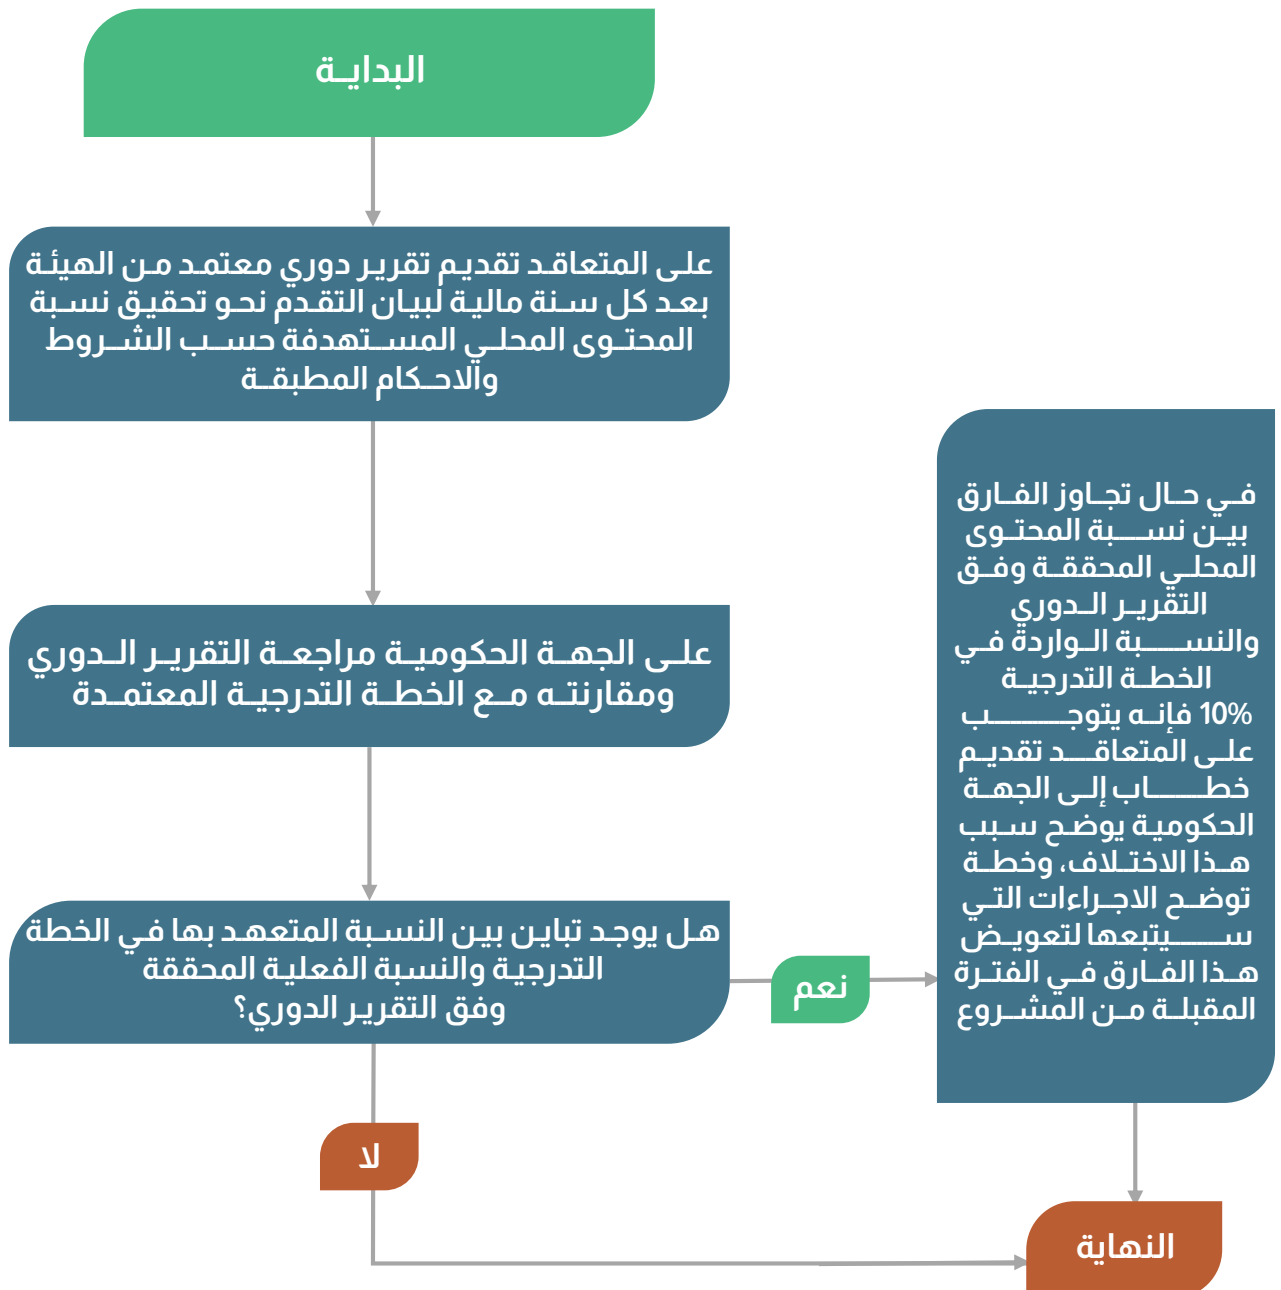 البدايــة
على المتعاقد تقديم تقرير دوري معتمد من الهيئة
بعد كل سنة مالية لبيان التقدم نحو تحقيق نسبة
المحتوى المحلي المستهدفة حسب الشروط
والاحكام المطبقة
على الجهة الحكومية مراجعة التقرير الدوري
ومقارنته مع الخطة التدرجية المعتمدة
هل يوجد تباين بين النسبة المتعهد بها في الخطة
التدرجية والنسبة الفعلية المحققة
وفق التقرير الدوري؟
نعم
في حال تجاوز الفارق
بين نسبة المحتوى
المحلي المحققة وفق
التقرير الدوري
والنسبة الواردة في
الخطة التدرجية
10% فإنه يتوجب
على المتعاقد تقديم
خطاب إلى الجهة
الحكومية يوضح سبب
هذا الاختلاف، وخطة
توضح الاجراءات التي
سيتبعها لتعويض
هذا الفارق في الفترة
المقبلة من المشروع
لا
النهاية